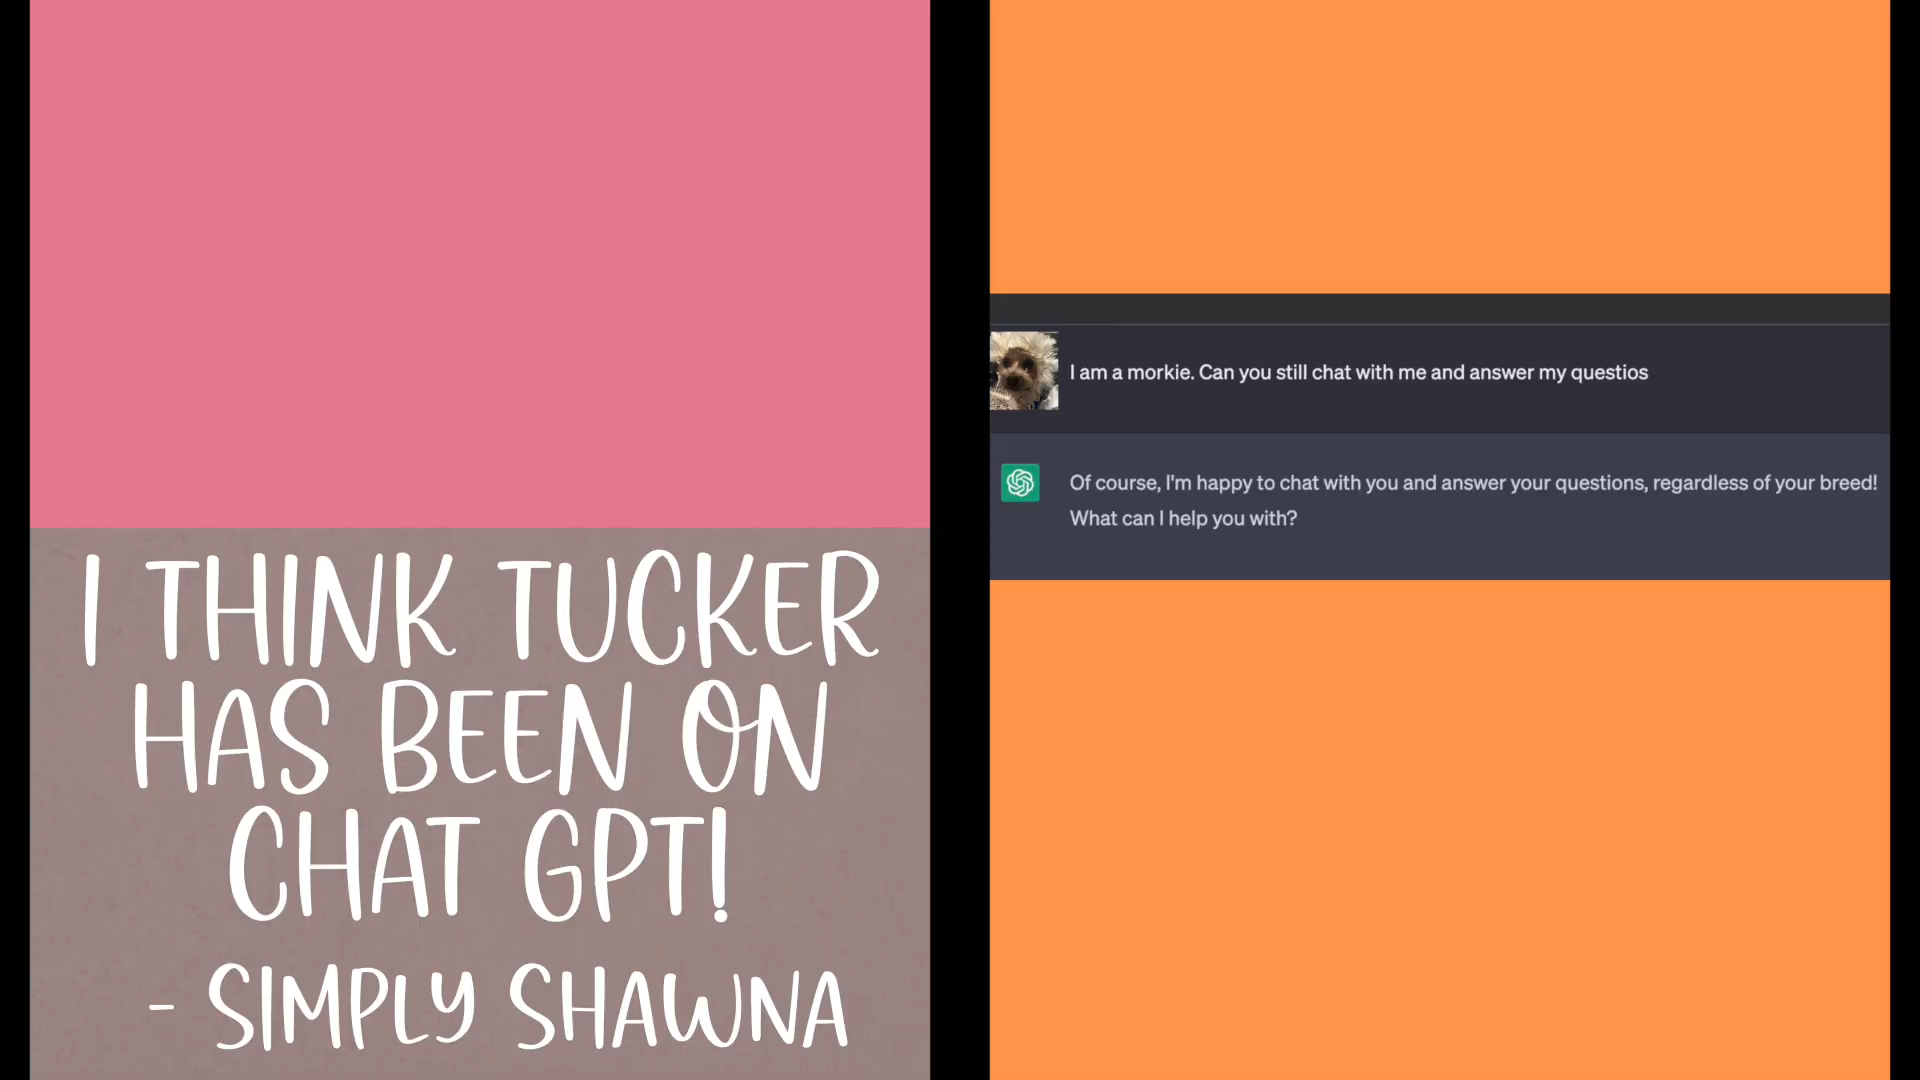 I THINK TUCKER
HAS BEEN ON
CHAT GPT!
- SIMPLY SHAWNA
I am a morkie. Can you still chat with me and answer my questios
Of course, I'm happy to chat with you and answer your questions, regardless of your breed!
What can I help you with?